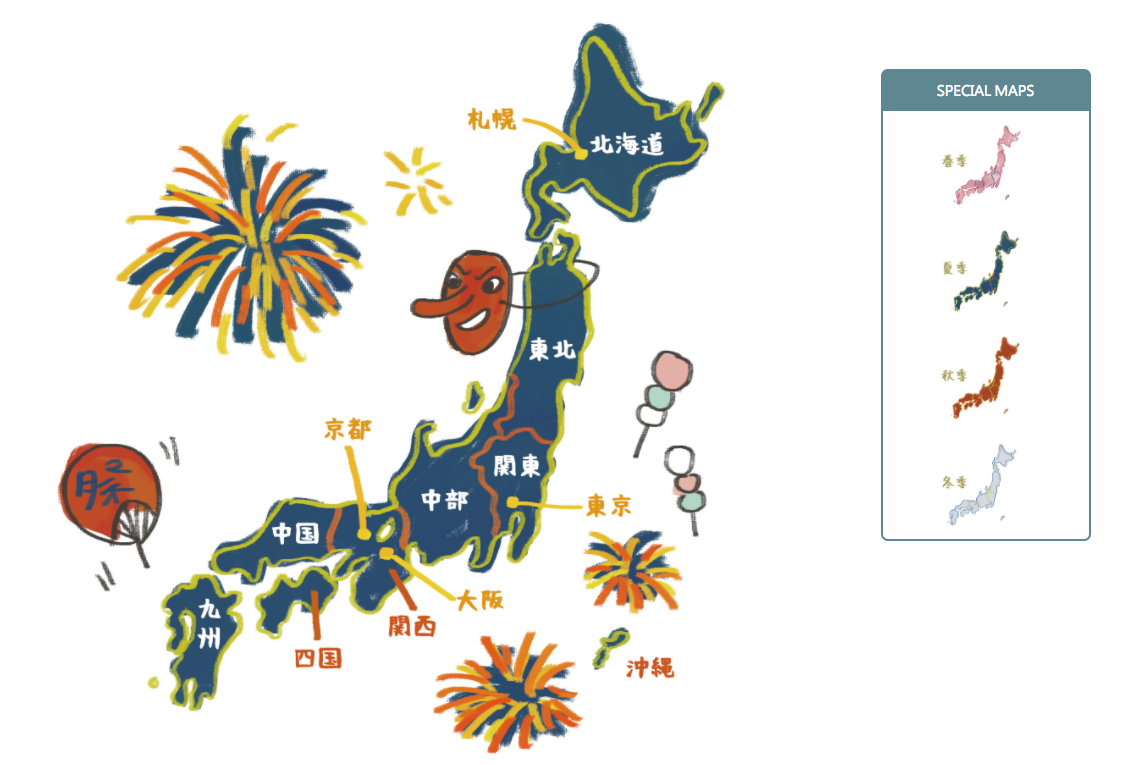 札幌
北海道
東北
京都
関東
中部
祭
東京
中国
大阪
九州
関西
四国
沖縄
SPECIAL MAPS
春季
夏季
秋季
冬季